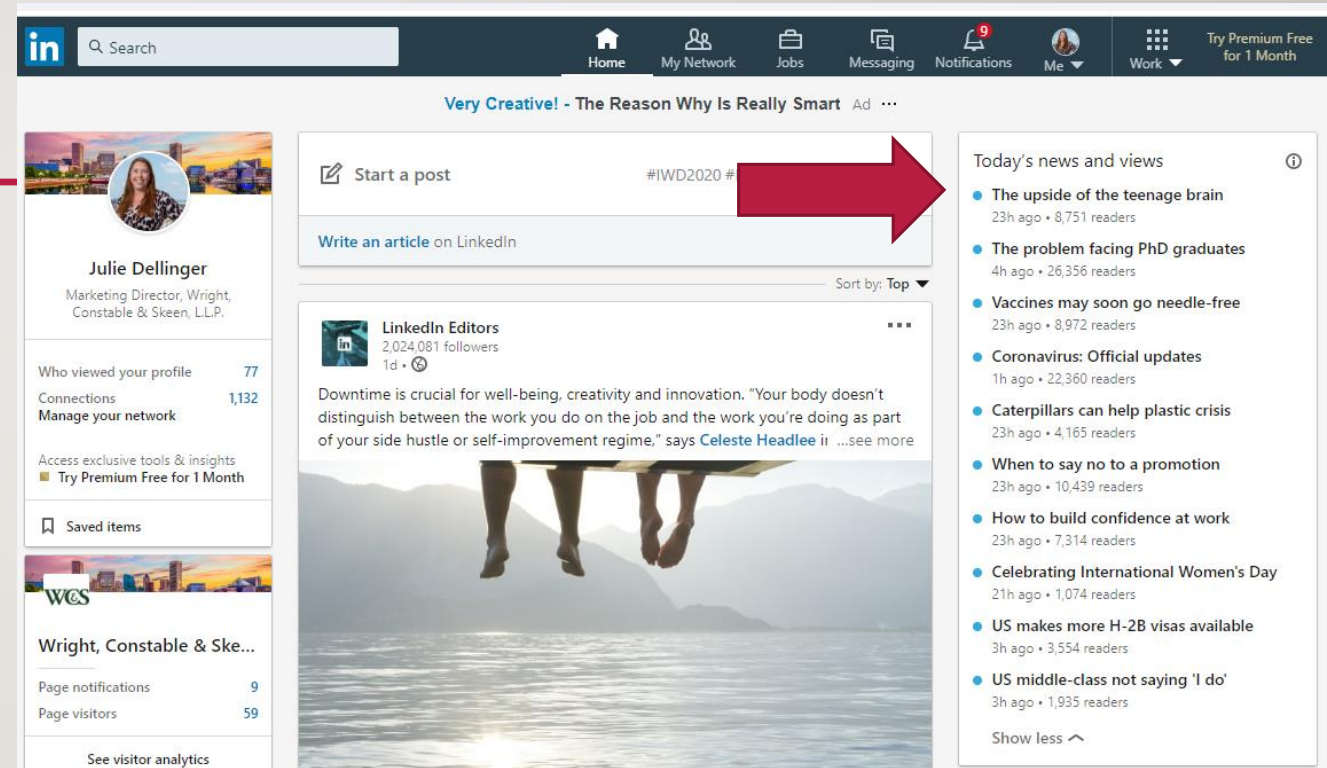 in
Search
Home
My Network
Jobs
Messaging
9
Notifications
Me
Work
Try Premium Free
for 1 Month
Very Creative! - The Reason Why Is Really Smart Ad ...
Julie Dellinger
Marketing Director, Wright,
Constable & Skeen, L.L.P.
Who viewed your profile 77
Connections 1,132
Manage your network
Access exclusive tools & insights
Try Premium Free for 1 Month
Saved items
W&S
Wright, Constable & Ske...
Page notifications 9
Page visitors 59
See visitor analytics
Start a post #IWD2020
Write an article on LinkedIn
Sort by: Top
in
LinkedIn Editors
2,024,081 followers
1d •
Downtime is crucial for well-being, creativity and innovation. "Your body doesn't
distinguish between the work you do on the job and the work you're doing as part
of your side hustle or self-improvement regime," says Celeste Headlee ...see more
Today's news and views
The upside of the teenage brain
23h ago • 8,751 readers
The problem facing PhD graduates
4h ago • 26,356 readers
Vaccines may soon go needle-free
23h ago • 8,972 readers
Coronavirus: Official updates
1h ago • 22,360 readers
Caterpillars can help plastic crisis
23h ago • 4,165 readers
When to say no to a promotion
23h ago • 10,439 readers
How to build confidence at work
23h ago • 7,314 readers
Celebrating International Women's Day
21h ago • 1,074 readers
US makes more H-2B visas available
3h ago • 3,554 readers
US middle-class not saying 'I do'
3h ago • 1,935 readers
Show less